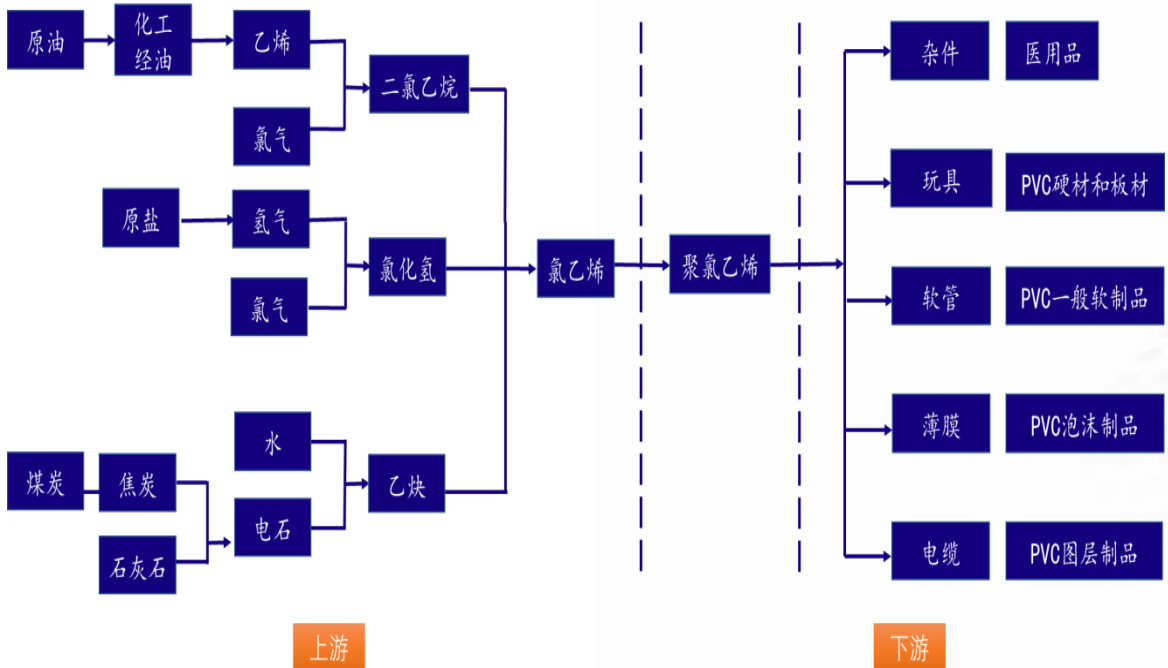 原油
化工
经油
乙烯
氯气
二氯乙烷
原盐
氢气
氯气
氯化氢
煤炭
焦炭
石灰石
水
电石
乙炔
氯乙烯
聚氯乙烯
杂件
医用品
玩具
PVC硬材和板材
软管
PVC一般软制品
薄膜
PVC泡沫制品
电缆
PVC图层制品
上游
下游